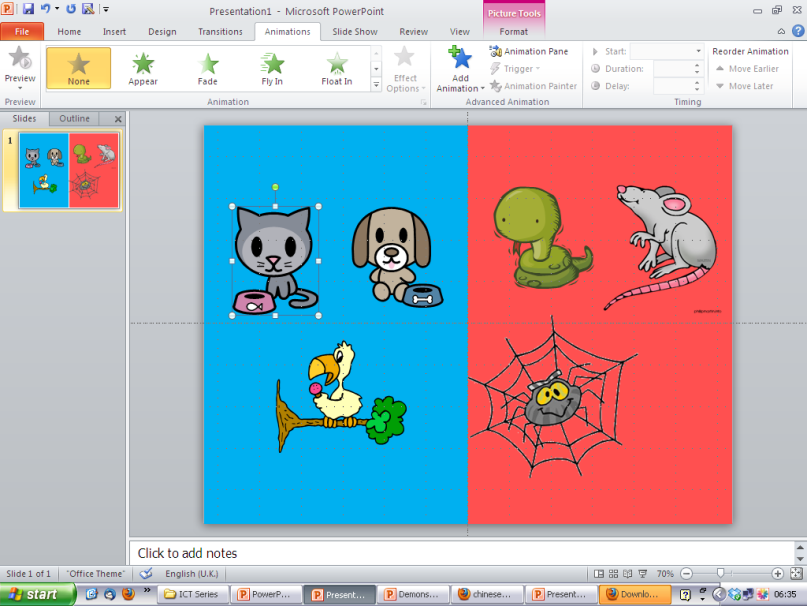 Presentation1 - Microsoft PowerPoint
Picture Tools
File Home Insert Design Transitions Animations Slide Show Review View Format
Preview
None
Appear
Fade
Fly In
Float In
Effect Options
Add Animation
Animation Pane
Trigger
Animation Painter
Start:
Duration:
Delay:
Reorder Animation
Move Earlier
Move Later
Preview
Animation
Advanced Animation
Timing
Slides Outline
1
Click to add notes
Slide 1 of 1 "Office Theme" English (U.K.) 70%
start ICT Series PowerP... Present... Demons... chinese... Present... Downlo... 06:35